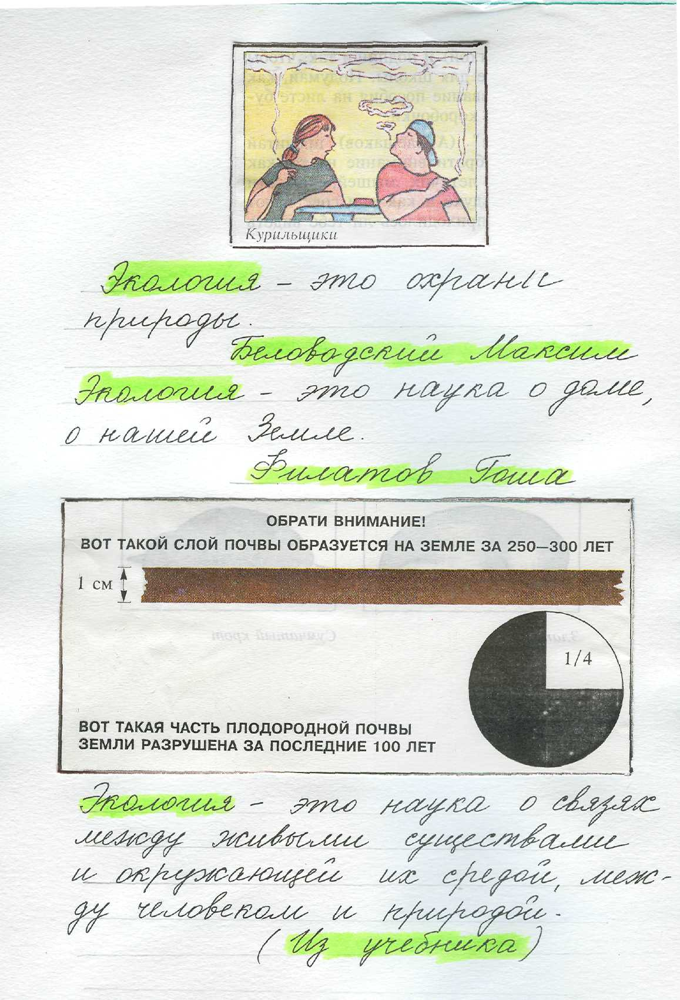 Курильщики
Экология – это охраны
природы.
Беловодский Максим
Экология – это наука о доме,
о нашей Земле.
Филатов Гоша
ОБРАТИ ВНИМАНИЕ!
ВОТ ТАКОЙ СЛОЙ ПОЧВЫ ОБРАЗУЕТСЯ НА ЗЕМЛЕ ЗА 250—300 ЛЕТ
1 см
1/4
ВОТ ТАКАЯ ЧАСТЬ ПЛОДОРОДНОЙ ПОЧВЫ
ЗЕМЛИ РАЗРУШЕНА ЗА ПОСЛЕДНИЕ 100 ЛЕТ
Экология – это наука о связях
между живыми существами
и окружающей их средой, меж-
ду человеком и природой.
(Из учебника)